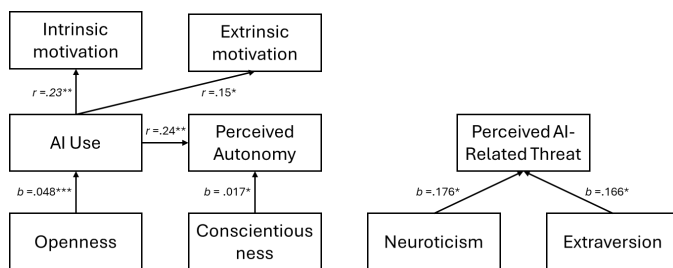 Intrinsic
motivation
Extrinsic
motivation
r =.23**
r =.15*
AI Use
r =.24**
Perceived
Autonomy
Perceived AI-
Related Threat
b =.048***
b =.017*
b =.176*
b =.166*
Openness
Conscientious
ness
Neuroticism
Extraversion